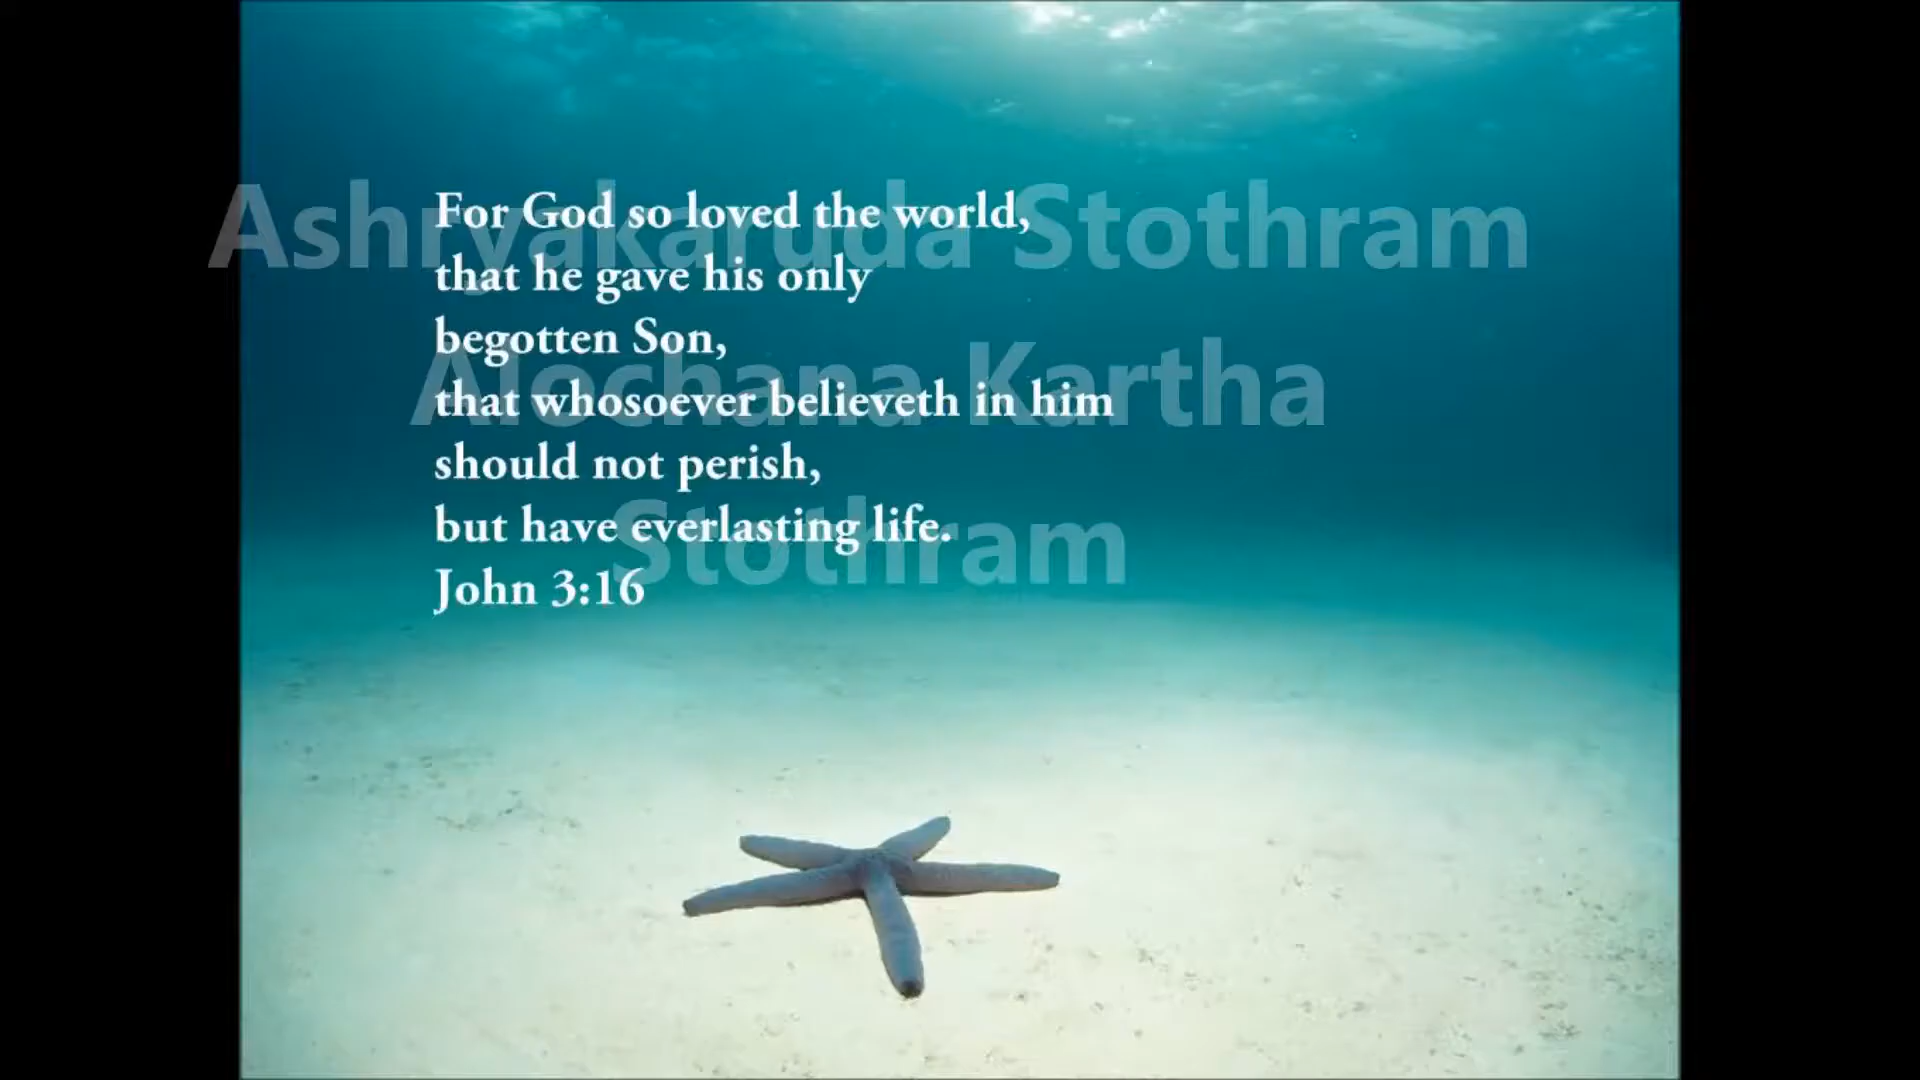 For God so loved the world,
that he gave his only
begotten Son,
that whosoever believeth in him
should not perish,
but have everlasting life.
John 3:16
Ashryakaruda Stothram
Alochana Kartha
Stothram